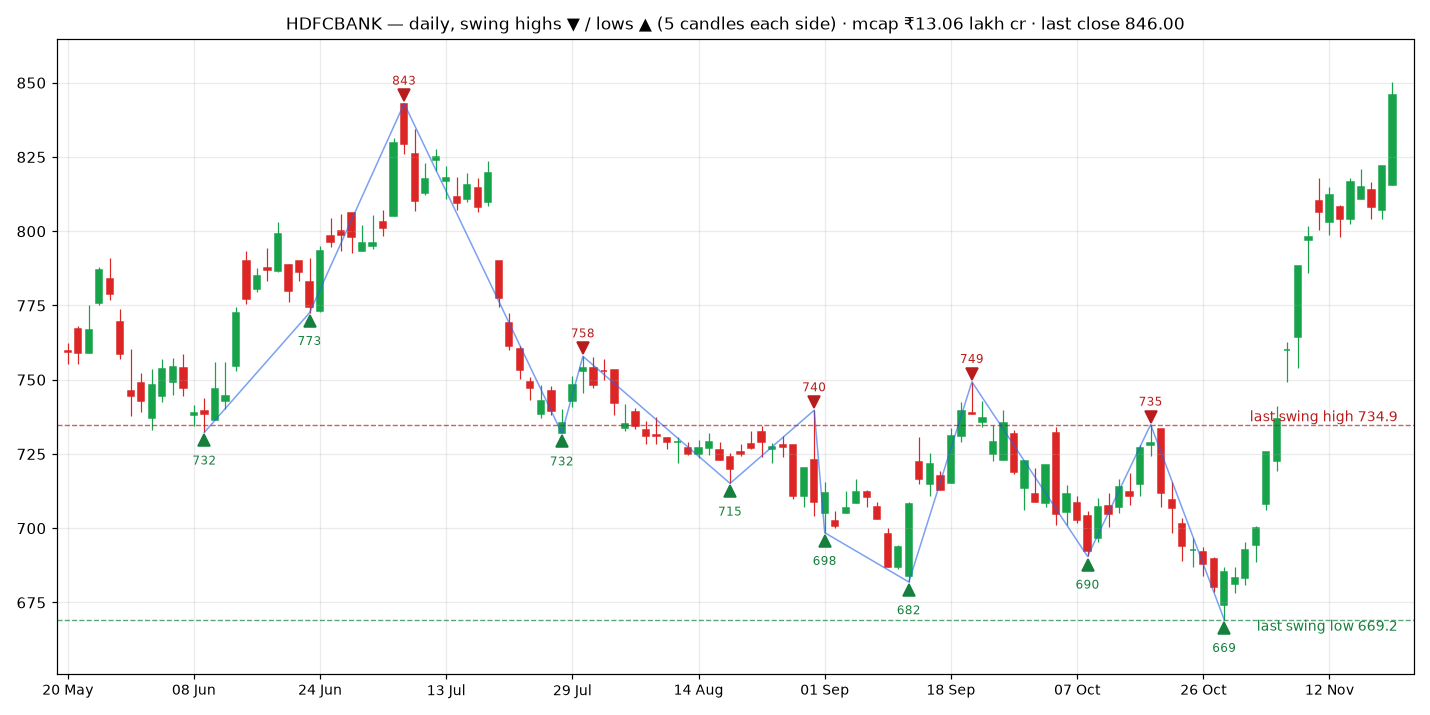 HDFCBANK — daily, swing highs ▼ / lows ▲ (5 candles each side) · mcap ₹13.06 lakh cr · last close 846.00
850
825
800
775
750
725
700
675
843
773
732
732
758
715
740
698
682
749
690
735
669
last swing high 734.9
last swing low 669.2
20 May
08 Jun
24 Jun
13 Jul
29 Jul
14 Aug
01 Sep
18 Sep
07 Oct
26 Oct
12 Nov